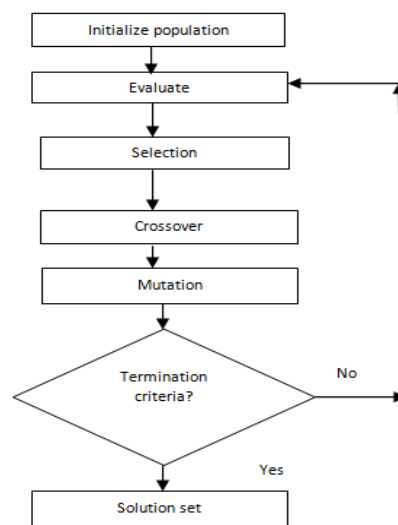 Initialize population
Evaluate
Selection
Crossover
Mutation
Termination
criteria?
No
Yes
Solution set